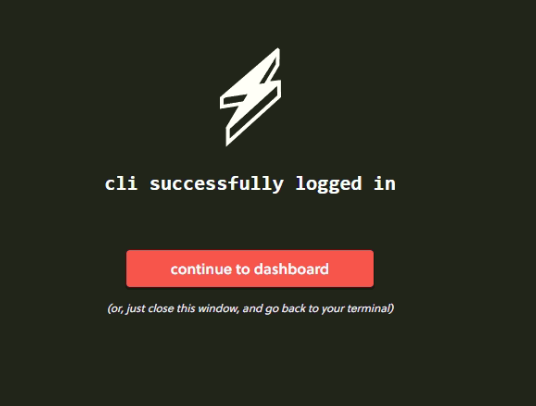 cli successfully logged in
continue to dashboard
(or, just close this window, and go back to your terminal)